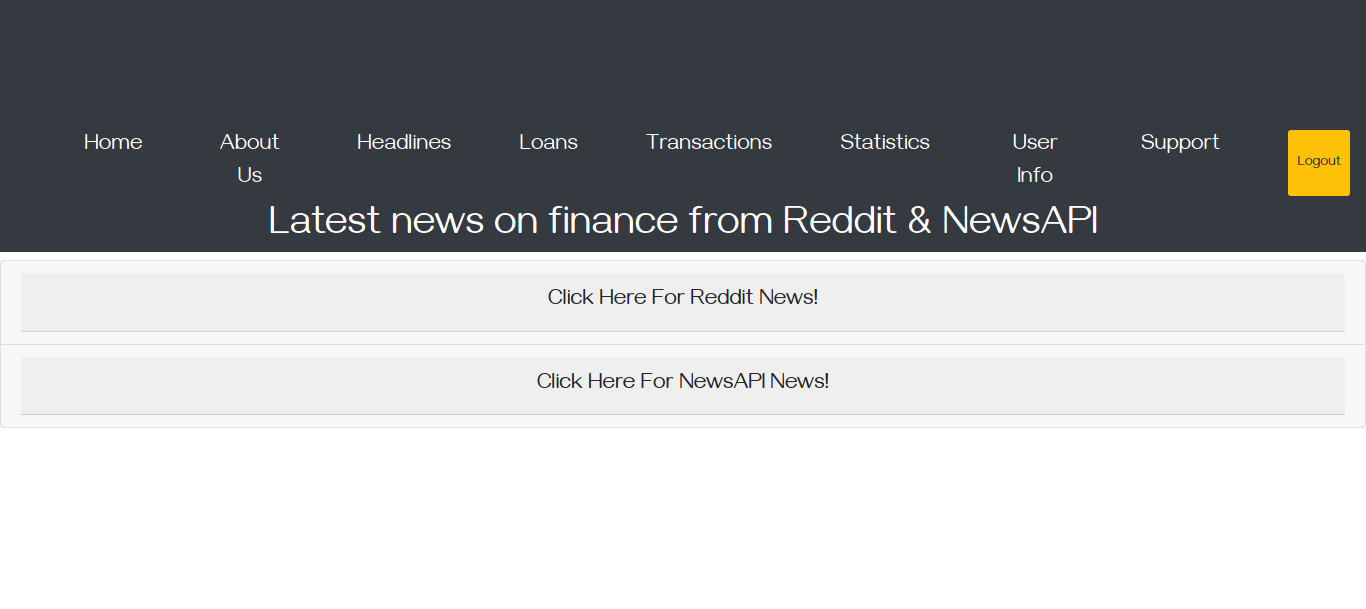 Home About Headlines Loans Transactions Statistics User Support Logout
Us Info
Latest news on finance from Reddit & NewsAPI
Click Here For Reddit News!
Click Here For NewsAPI News!